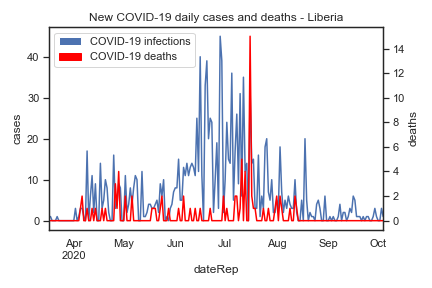 New COVID-19 daily cases and deaths - Liberia
COVID-19 infections
COVID-19 deaths
40
30
20
10
0
cases
14
12
10
8
6
4
2
0
deaths
Apr May Jun Jul Aug Sep Oct
2020
dateRep